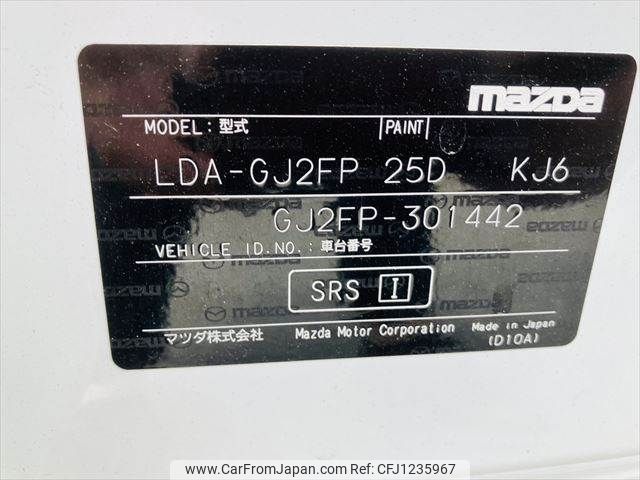 mazda
MODEL : 型式 PAINT
LDA-GJ2FP 25D KJ6
GJ2FP-301442
VEHICLE ID.NO. : 車台番号
SRS I
マツダ株式会社 Mazda Motor Corporation Made in Japan
(D10A)
www.CarFromJapan.com | CarFromJapan | CFJ1235967